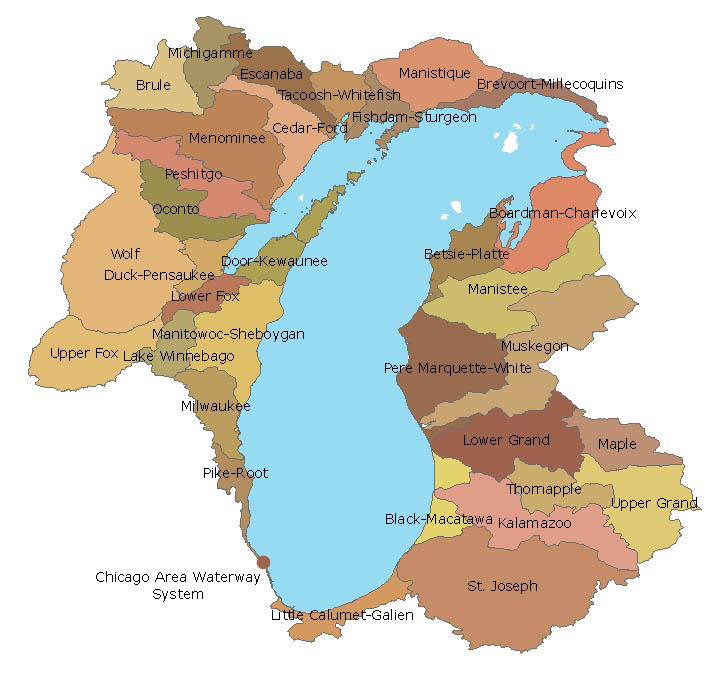 Michigamme
Brule
Escanaba
Tacoosh-Whitefish
Manistique
Brevoort-Millecoquins
Fishdam-Sturgeon
Cedar-Ford
Menominee
Peshitgo
Oconto
Boardman-Charlevoix
Wolf
Door-Kewaunee
Betsie-Platte
Duck-Pensaukee
Manistee
Lower Fox
Manitowoc-Sheboygan
Muskegon
Upper Fox
Lake Winnebago
Pere Marquette-White
Milwaukee
Lower Grand
Maple
Pike-Root
Thornapple
Upper Grand
Black-Macatawa
Kalamazoo
Chicago Area Waterway
System
St. Joseph
Little Calumet-Galien